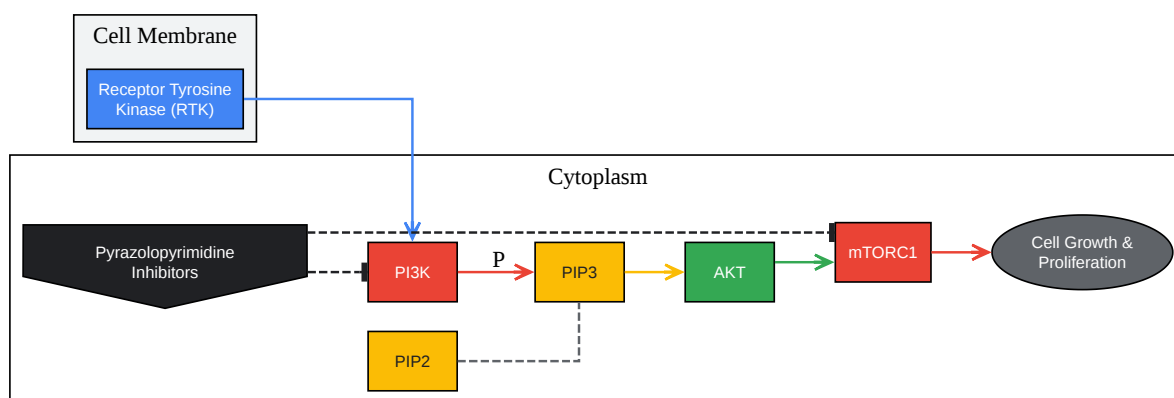 Cell Membrane
Receptor Tyrosine
Kinase (RTK)
Cytoplasm
Pyrazolopyrimidine
Inhibitors
PI3K
P
PIP3
AKT
mTORC1
Cell Growth &
Proliferation
PIP2